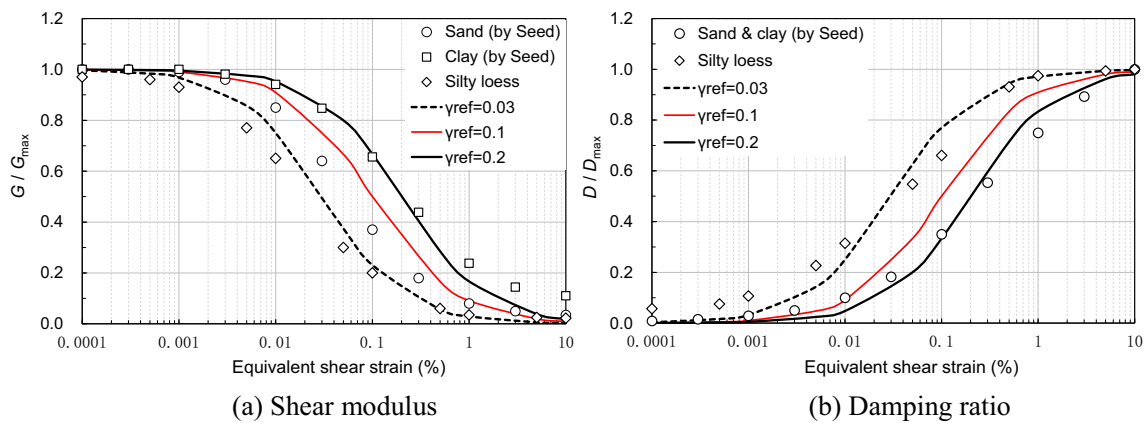 Sand (by Seed)
Clay (by Seed)
Silty loess
γref=0.03
γref=0.1
γref=0.2
1.0
0.8
0.6
0.4
0.2
0.0
G / Gmax
0.0001
0.001
0.01
0.1
1
10
Equivalent shear strain (%)
(a) Shear modulus
Sand & clay (by Seed)
Silty loess
γref=0.03
γref=0.1
γref=0.2
1.0
0.8
0.6
0.4
0.2
0.0
D / Dmax
0.0001
0.001
0.01
0.1
1
10
Equivalent shear strain (%)
(b) Damping ratio